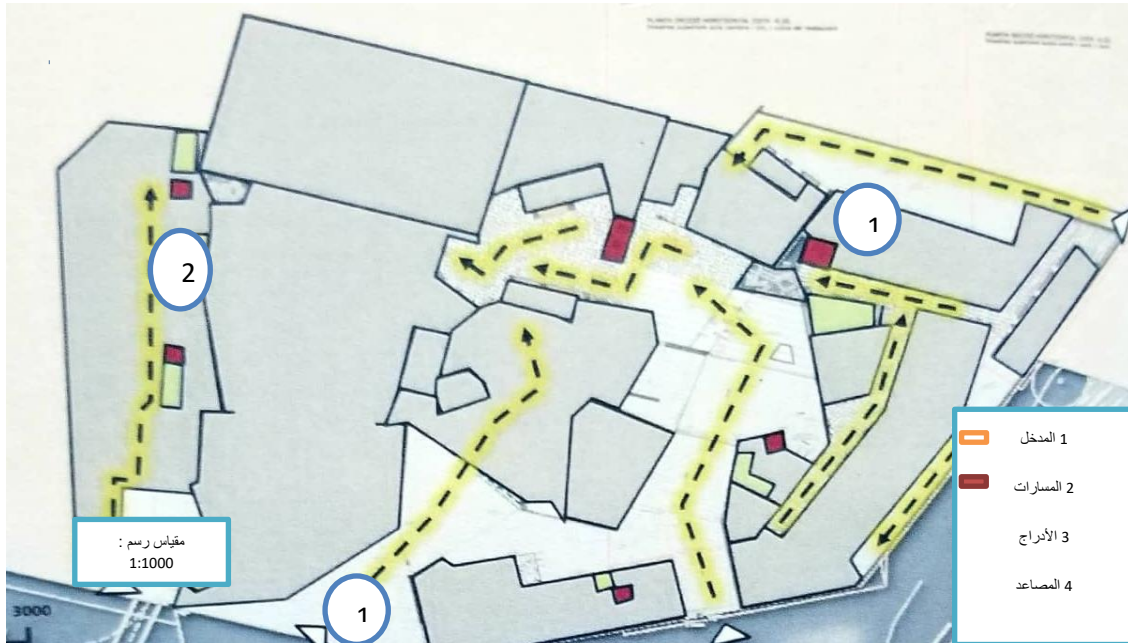 1
2
1 المدخل
2 المسارات
3 الأدراج
4 المصاعد
مقياس رسم :
1:1000
3000
1